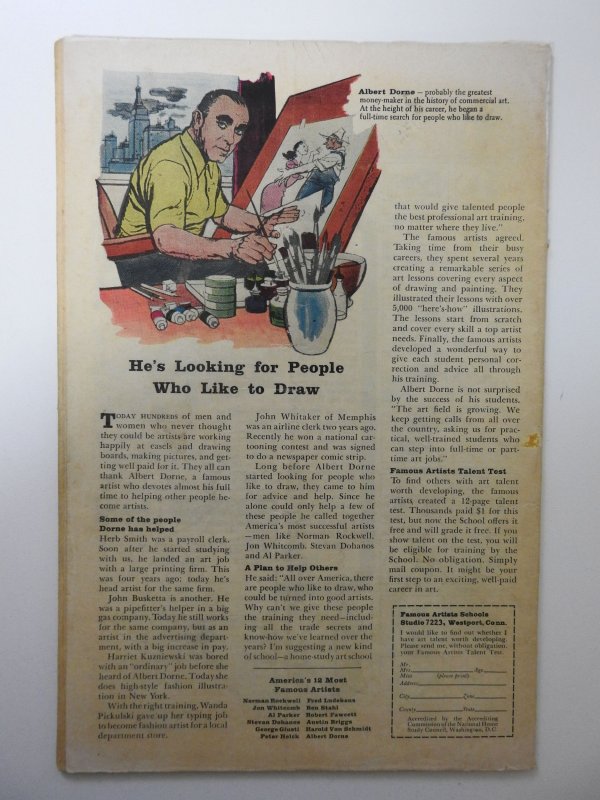 Albert Dorne — probably the greatest
money-maker in the history of commercial art.
At the height of his career, he began a
full-time search for people who like to draw.
He's Looking for People
Who Like to Draw
TODAY HUNDREDS of men and
women who never thought
they could be artists are working
happily at easels and drawing
boards, making pictures, and get-
ting well paid for it. They all can
thank Albert Dorne, a famous
artist who devotes almost his full
time to helping other people be-
come artists.
Some of the people
Dorne has helped
Herb Smith was a payroll clerk.
Soon after he started studying
with us, he landed an art job
with a large printing firm. This
was four years ago; today he's
head artist for the same firm.
John Busketta is another. He
was a pipefitter's helper in a big
gas company. Today he still works
for the same company, but as an
artist in the advertising depart-
ment, with a big increase in pay.
Harriet Kuzniewski was bored
with an "ordinary" job before she
heard of Albert Dorne. Today she
does high-style fashion illustra-
tion in New York.
With the right training, Wanda
Pickulski gave up her typing job
to become fashion artist for a local
department store.
John Whitaker of Memphis
was an airline clerk two years ago.
Recently he won a national car-
tooning contest and was signed
to do a newspaper comic strip.
Long before Albert Dorne
started looking for people who
like to draw, they came to him
for advice and help. Since he
alone could only help a few of
these people he called together
America's most successful artists
—men like Norman Rockwell,
Jon Whitcomb, Stevan Dohanos
and Al Parker.
A Plan to Help Others
He said: "All over America, there
are people who like to draw, who
could be turned into good artists.
Why can't we give these people
the training they need—includ-
ing all the trade secrets and
know-how we've learned over the
years? I'm suggesting a new kind
of school—a home-study art school
America's 12 Most
Famous Artists
Norman Rockwell Fred Ludekens
Jon Whitcomb Ben Stahl
Al Parker Robert Fawcett
Stevan Dohanos Austin Briggs
George Giusti Harold Von Schmidt
Peter Helck Albert Dorne
that would give talented people
the best professional art training,
no matter where they live."
The famous artists agreed.
Taking time from their busy
careers, they spent several years
creating a remarkable series of
art lessons covering every aspect
of drawing and painting. They
illustrated their lessons with over
5,000 "here's-how" illustrations.
The lessons start from scratch
and cover every skill a top artist
needs. Finally, the famous artists
developed a wonderful way to
give each student personal cor-
rection and advice all through
his training.
Albert Dorne is not surprised
by the success of his students.
"The art field is growing. We
keep getting calls from all over
the country, asking us for prac-
tical, well-trained students who
can step into full-time or part-
time art jobs."
Famous Artists Talent Test
To find others with art talent
worth developing, the famous
artists created a 12-page talent
test. Thousands paid $1 for this
test, but now the School offers it
free and will grade it free. If you
show talent on the test, you will
be eligible for training by the
School. No obligation. Simply
mail coupon. It might be your
first step to an exciting, well-paid
career in art.
Famous Artists Schools
Studio 7223, Westport, Conn.
I would like to find out whether I
have art talent worth developing.
Please send me, without obligation,
your Famous Artists Talent Test.
Mr.
Mrs. Age
Miss (please print)
Address
City Zone
County State
Accredited by the Accrediting
Commission of the National Home
Study Council, Washington, D.C.